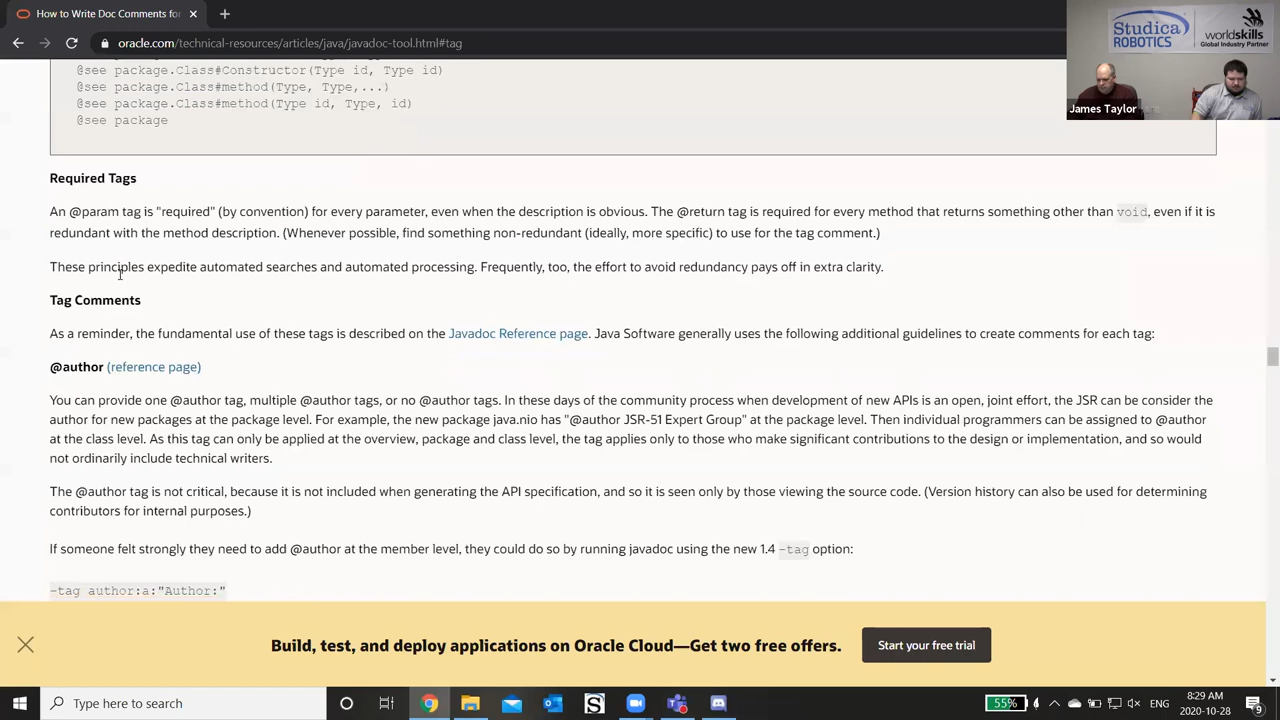 How to Write Doc Comments for
oracle.com/technical-resources/articles/java/javadoc-tool.html#tag
Studica
ROBOTICS
worldskills
Global Industry Partner
James Taylor
@see package.Class#Constructor(Type id, Type id)
@see package.Class#method(Type, Type,...)
@see package.Class#method(Type id, Type, id)
@see package
Required Tags
An @param tag is "required" (by convention) for every parameter, even when the description is obvious. The @return tag is required for every method that returns something other than void, even if it is
redundant with the method description. (Whenever possible, find something non-redundant (ideally, more specific) to use for the tag comment.)
These principles expedite automated searches and automated processing. Frequently, too, the effort to avoid redundancy pays off in extra clarity.
Tag Comments
As a reminder, the fundamental use of these tags is described on the Javadoc Reference page. Java Software generally uses the following additional guidelines to create comments for each tag:
@author (reference page)
You can provide one @author tag, multiple @author tags, or no @author tags. In these days of the community process when development of new APIs is an open, joint effort, the JSR can be consider the
author for new packages at the package level. For example, the new package java.nio has "@author JSR-51 Expert Group" at the package level. Then individual programmers can be assigned to @author
at the class level. As this tag can only be applied at the overview, package and class level, the tag applies only to those who make significant contributions to the design or implementation, and so would
not ordinarily include technical writers.
The @author tag is not critical, because it is not included when generating the API specification, and so it is seen only by those viewing the source code. (Version history can also be used for determining
contributors for internal purposes.)
If someone felt strongly they need to add @author at the member level, they could do so by running javadoc using the new 1.4 -tag option:
-tag author:a:"Author:"
Build, test, and deploy applications on Oracle Cloud—Get two free offers.
Start your free trial
Type here to search
55%
ENG
8:29 AM
2020-10-28
9